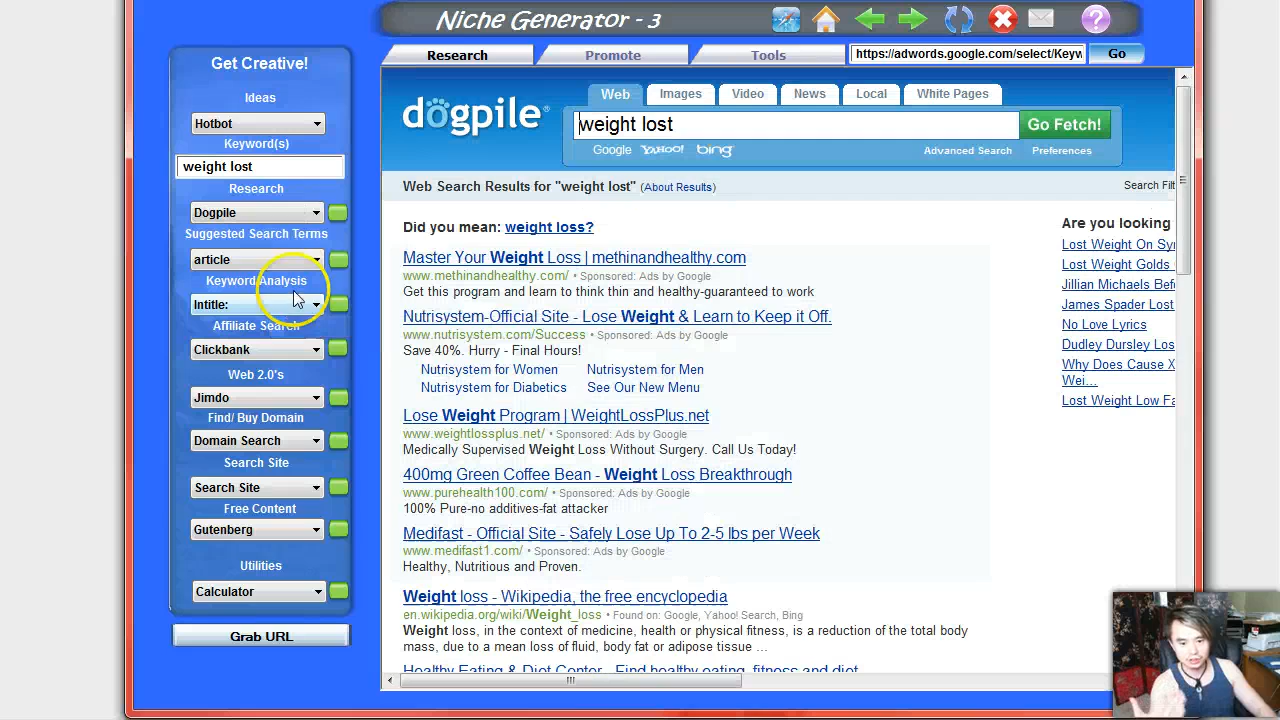 Niche Generator - 3
Get Creative!
Ideas
Hotbot
Keyword(s)
weight lost
Research
Dogpile
Suggested Search Terms
article
Keyword Analysis
Intitle:
Affiliate Search
Clickbank
Web 2.0's
Jimdo
Find/ Buy Domain
Domain Search
Search Site
Search Site
Free Content
Gutenberg
Utilities
Calculator
Grab URL
Research
Promote
Tools
https://adwords.google.com/select/Keyw
Go
dogpile
Web
Images
Video
News
Local
White Pages
weight lost
Go Fetch!
Google YAHOO! bing
Advanced Search
Preferences
Web Search Results for "weight lost" (About Results)
Search Filt
Did you mean: weight loss?
Master Your Weight Loss | methinandhealthy.com
www.methinandhealthy.com/ • Sponsored: Ads by Google
Get this program and learn to think thin and healthy-guaranteed to work
Nutrisystem-Official Site - Lose Weight & Learn to Keep it Off.
www.nutrisystem.com/Success • Sponsored: Ads by Google
Save 40%. Hurry - Final Hours!
Nutrisystem for Women Nutrisystem for Men
Nutrisystem for Diabetics See Our New Menu
Lose Weight Program | WeightLossPlus.net
www.weightlossplus.net/ • Sponsored: Ads by Google
Medically Supervised Weight Loss Without Surgery. Call Us Today!
400mg Green Coffee Bean - Weight Loss Breakthrough
www.purehealth100.com/ • Sponsored: Ads by Google
100% Pure-no additives-fat attacker
Medifast - Official Site - Safely Lose Up To 2-5 lbs per Week
www.medifast1.com/ • Sponsored: Ads by Google
Healthy, Nutritious and Proven.
Weight loss - Wikipedia, the free encyclopedia
en.wikipedia.org/wiki/Weight_loss • Found on: Google, Yahoo! Search, Bing
Weight loss, in the context of medicine, health or physical fitness, is a reduction of the total body
mass, due to a mean loss of fluid, body fat or adipose tissue ...
Healthy Eating & Diet Center - Find healthy eating, fitness and diet
Are you looking
Lost Weight On Syn
Lost Weight Golds
Jillian Michaels Bef
James Spader Lost
No Love Lyrics
Dudley Dursley Los
Why Does Cause X
Wei...
Lost Weight Low Fa